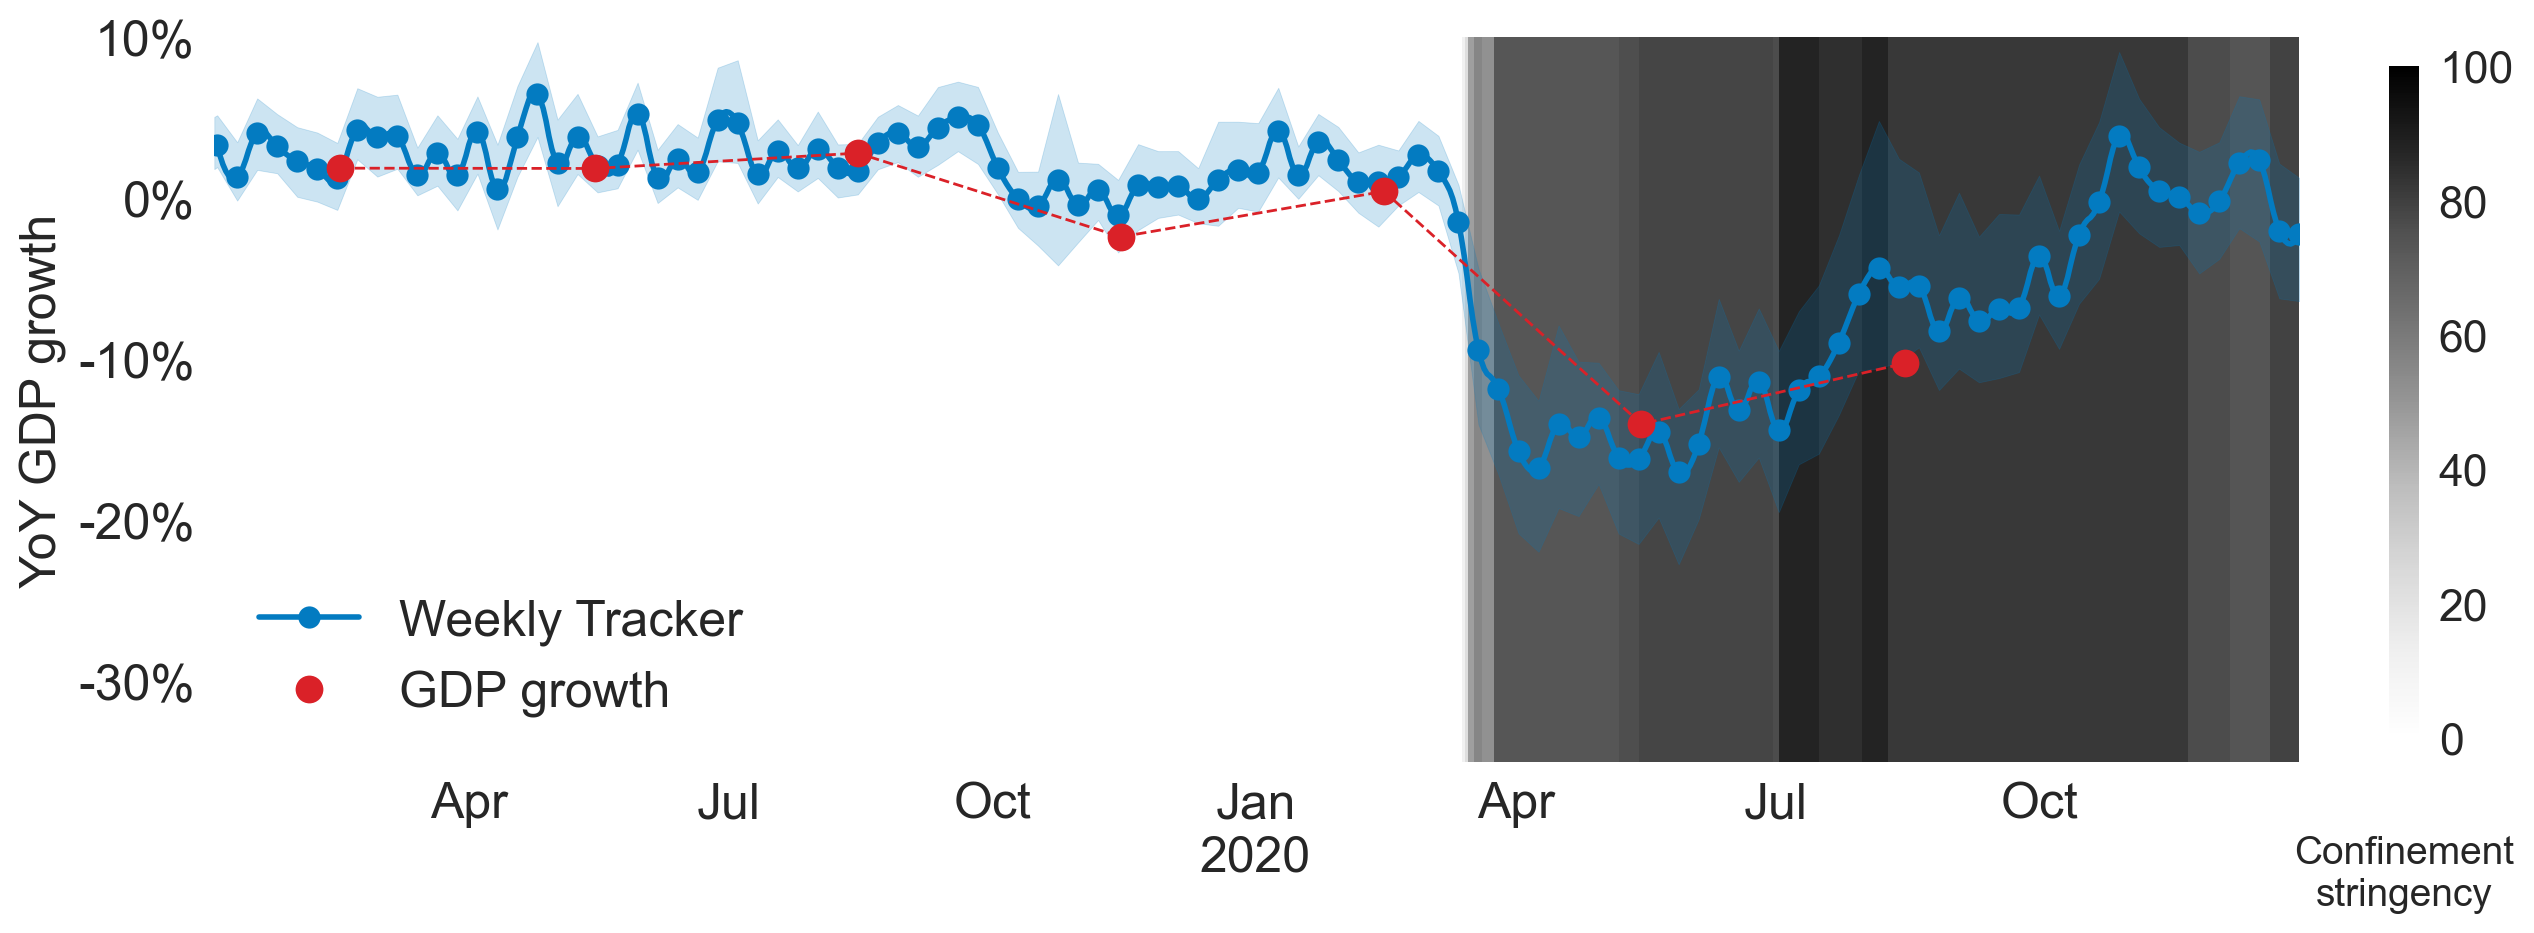 10%
0%
-10%
-20%
-30%
YoY GDP growth
Weekly Tracker
GDP growth
Apr
Jul
Oct
Jan
2020
Apr
Jul
Oct
100
80
60
40
20
0
Confinement
stringency